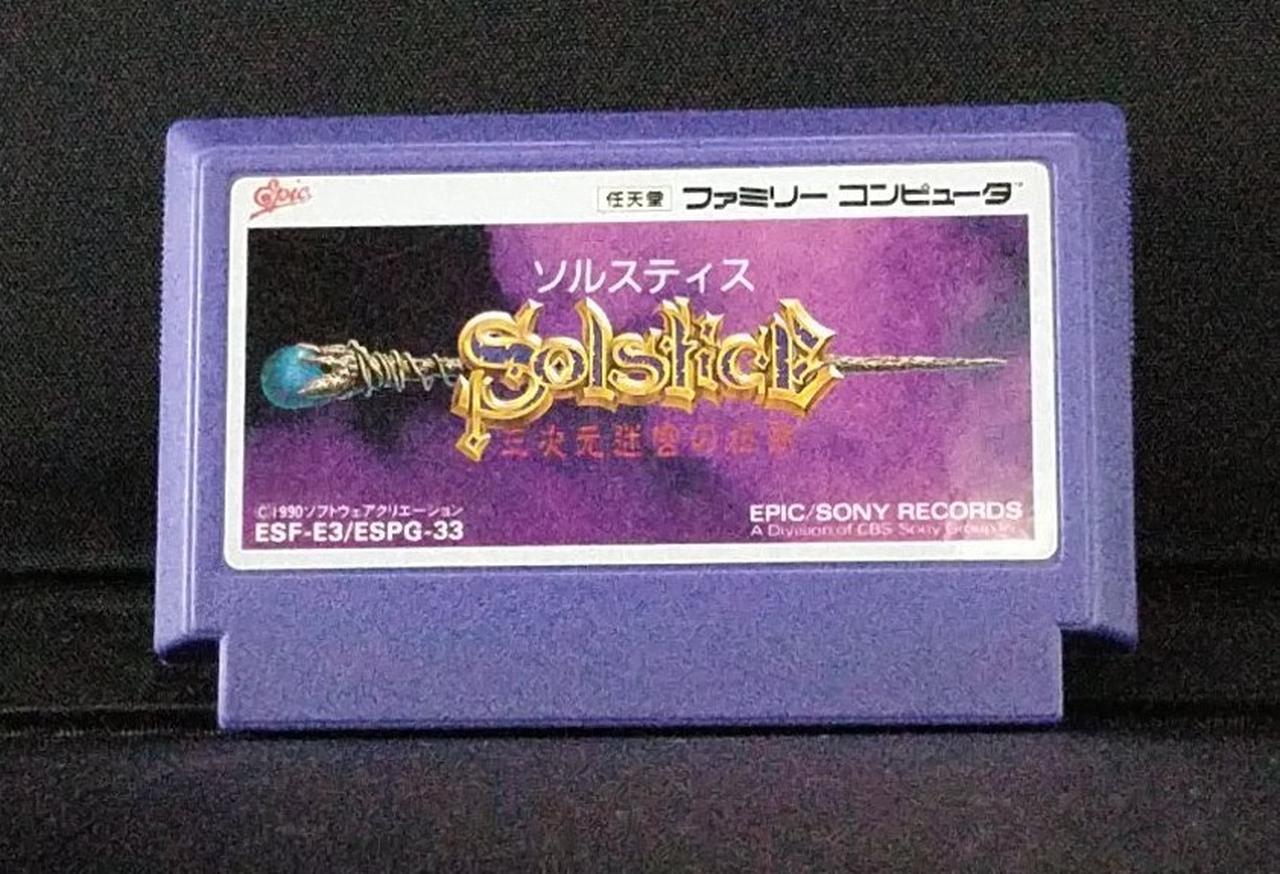 Epic
任天堂 ファミリー コンピュータ™
ソルスティス
Solstice
三次元迷宮の
©1990ソフトウェアクリエーション
ESF-E3/ESPG-33
EPIC/SONY RECORDS
A Division of CBS Sony Group Inc.